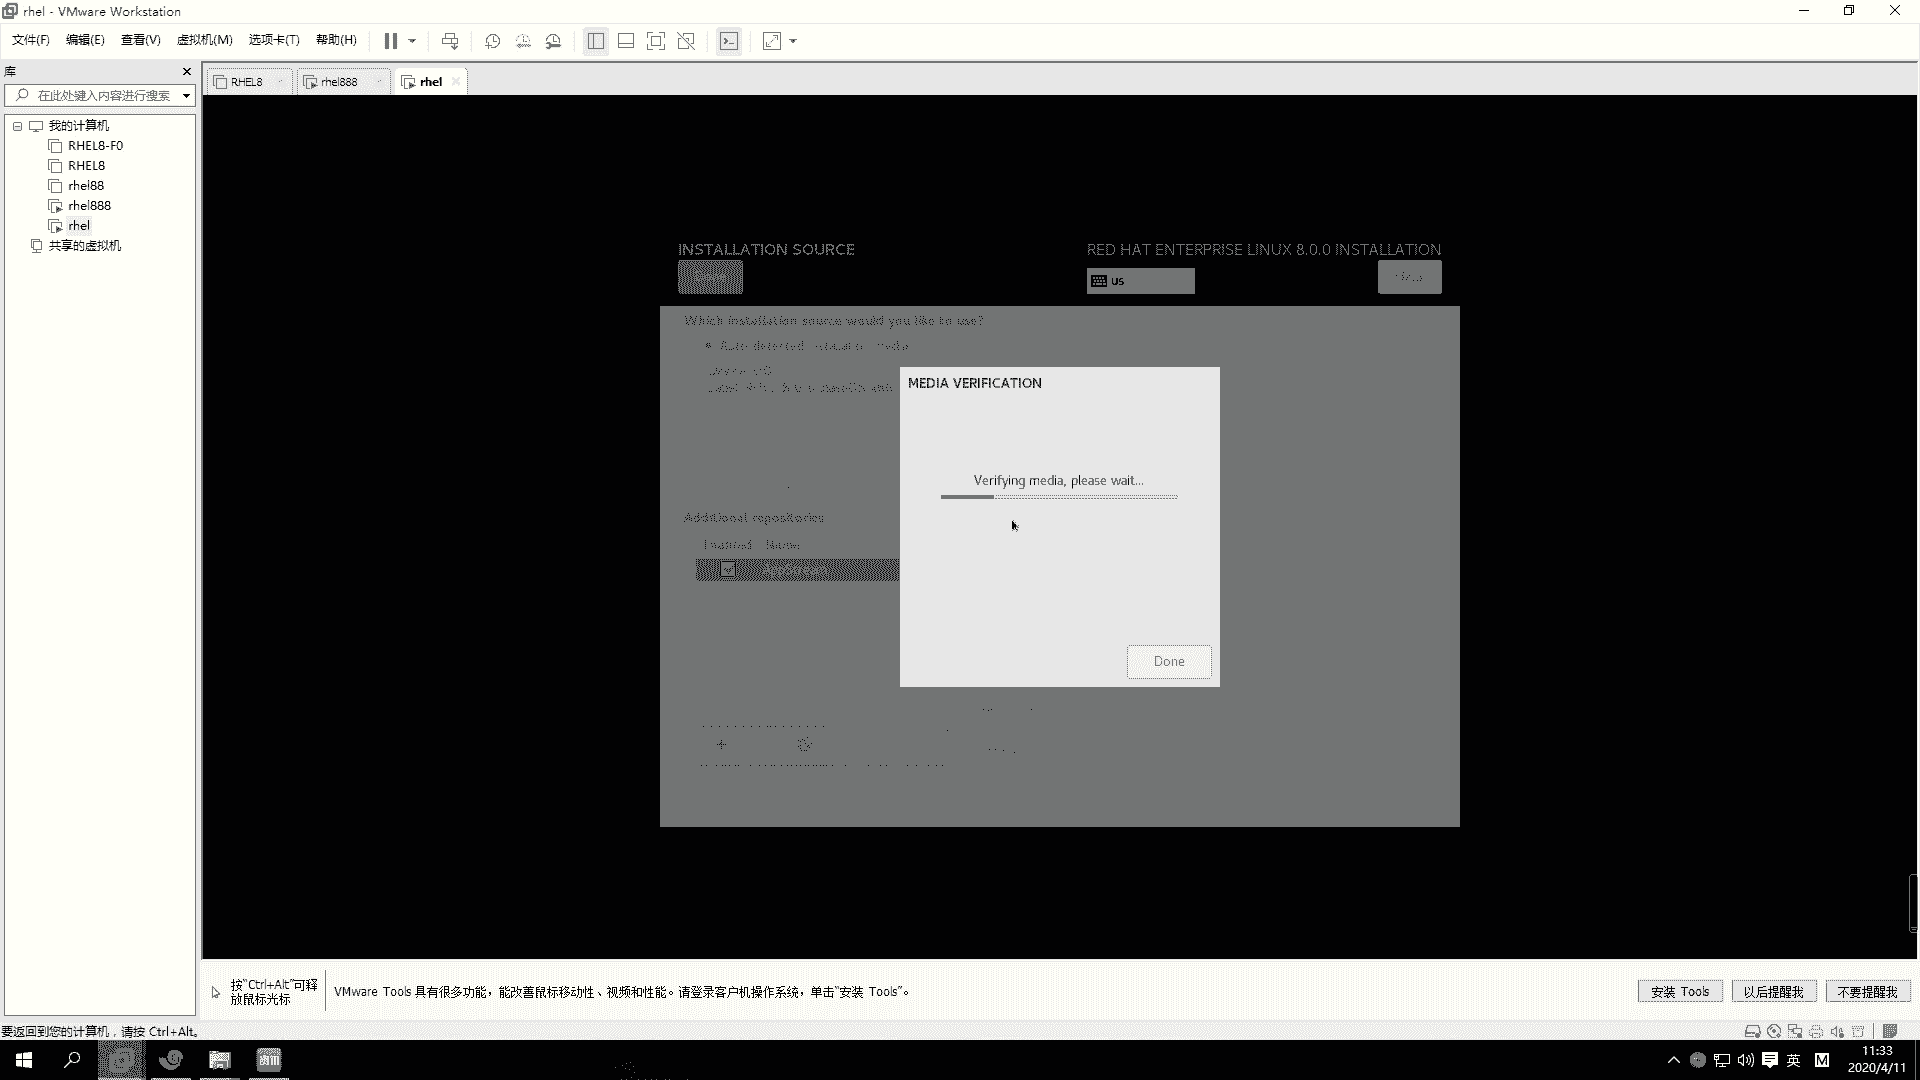 rhel - VMware Workstation
文件(F) 编辑(E) 查看(V) 虚拟机(M) 选项卡(T) 帮助(H)
库
在此处键入内容进行搜索
我的计算机
RHEL8-F0
RHEL8
rhel88
rhel888
rhel
共享的虚拟机
RHEL8 rhel888 rhel
INSTALLATION SOURCE
RED HAT ENTERPRISE LINUX 8.0.0 INSTALLATION
us
Which installation source would you like to use?
Auto-detected installation media
MEDIA VERIFICATION
Verifying media, please wait...
Additional repositories
Enabled Name
AppStream
Done
按"Ctrl+Alt"可释
放鼠标光标
VMware Tools 具有很多功能，能改善鼠标移动性、视频和性能。请登录客户机操作系统，单击"安装 Tools"。
安装 Tools 以后提醒我 不要提醒我
要返回到您的计算机，请按 Ctrl+Alt。
英 M
11:33
2020/4/11